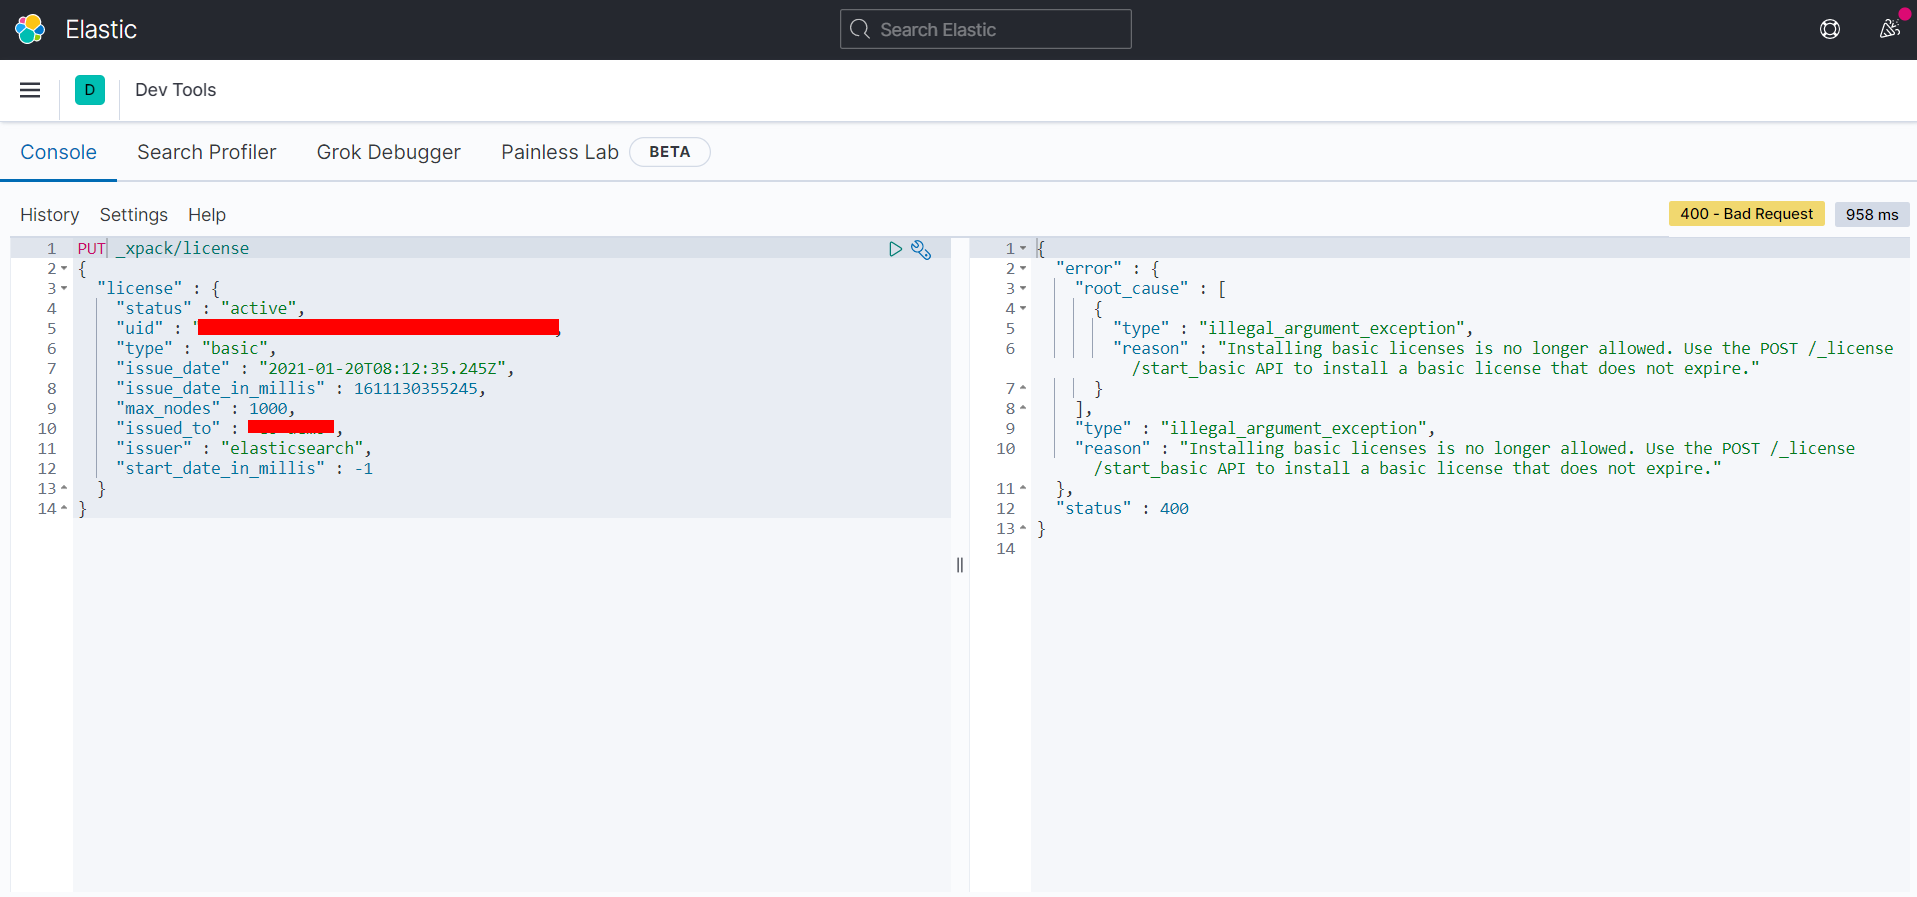 Elastic
Search Elastic
D
Dev Tools
Console
Search Profiler
Grok Debugger
Painless Lab
BETA
History
Settings
Help
400 - Bad Request
958 ms
1 PUT _xpack/license
2 {
3 "license" : {
4 "status" : "active",
5 "uid" : "
6 "type" : "basic",
7 "issue_date" : "2021-01-20T08:12:35.245Z",
8 "issue_date_in_millis" : 1611130355245,
9 "max_nodes" : 1000,
10 "issued_to" : ,
11 "issuer" : "elasticsearch",
12 "start_date_in_millis" : -1
13 }
14 }
1 {
2 "error" : {
3 "root_cause" : [
4 {
5 "type" : "illegal_argument_exception",
6 "reason" : "Installing basic licenses is no longer allowed. Use the POST /_license
/start_basic API to install a basic license that does not expire."
7 }
8 ],
9 "type" : "illegal_argument_exception",
10 "reason" : "Installing basic licenses is no longer allowed. Use the POST /_license
/start_basic API to install a basic license that does not expire."
11 },
12 "status" : 400
13 }
14